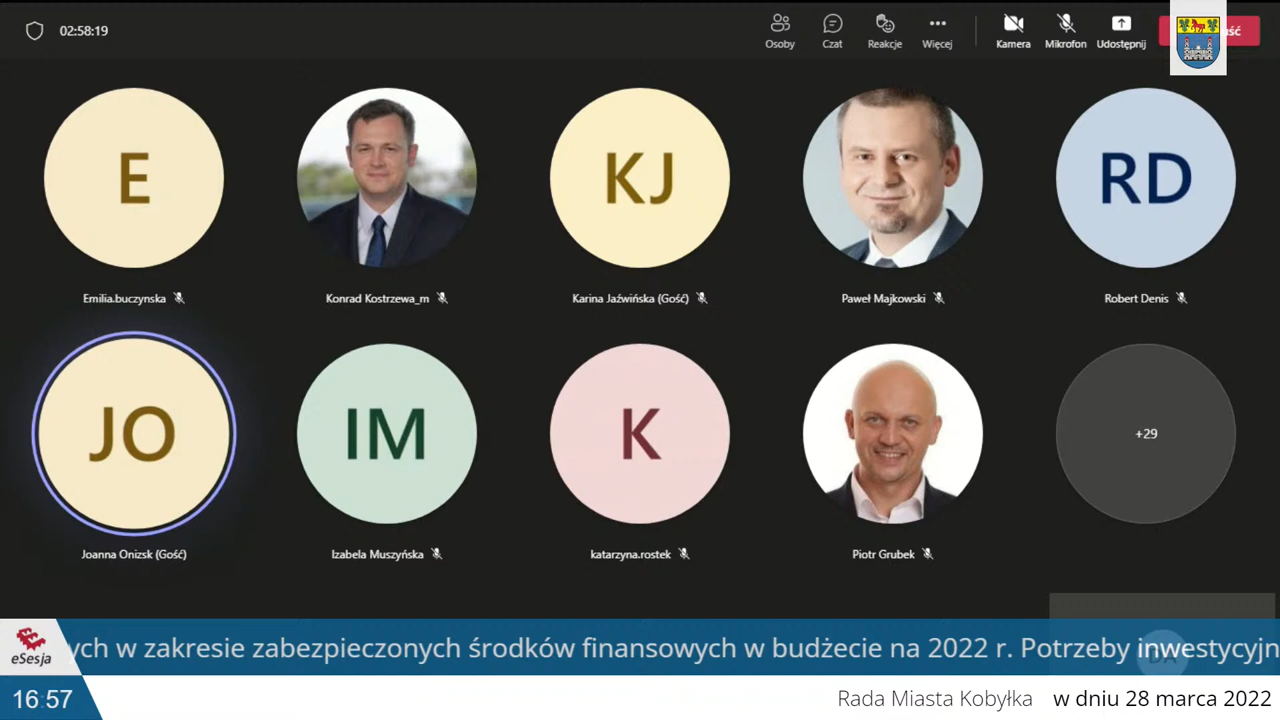 02:58:19
Osoby
Czat
Reakcje
Więcej
Kamera
Mikrofon
Udostępnij
ść
E
KJ
RD
Emilia.buczynska
Konrad Kostrzewa_m
Karina Jaźwińska (Gość)
Paweł Majkowski
Robert Denis
JO
IM
K
+29
Joanna Onizsk (Gość)
Izabela Muszyńska
katarzyna.rostek
Piotr Grubek
DA
eSesja
ych w zakresie zabezpieczonych środków finansowych w budżecie na 2022 r. Potrzeby inwestycyjn
16:57
Rada Miasta Kobyłka w dniu 28 marca 2022